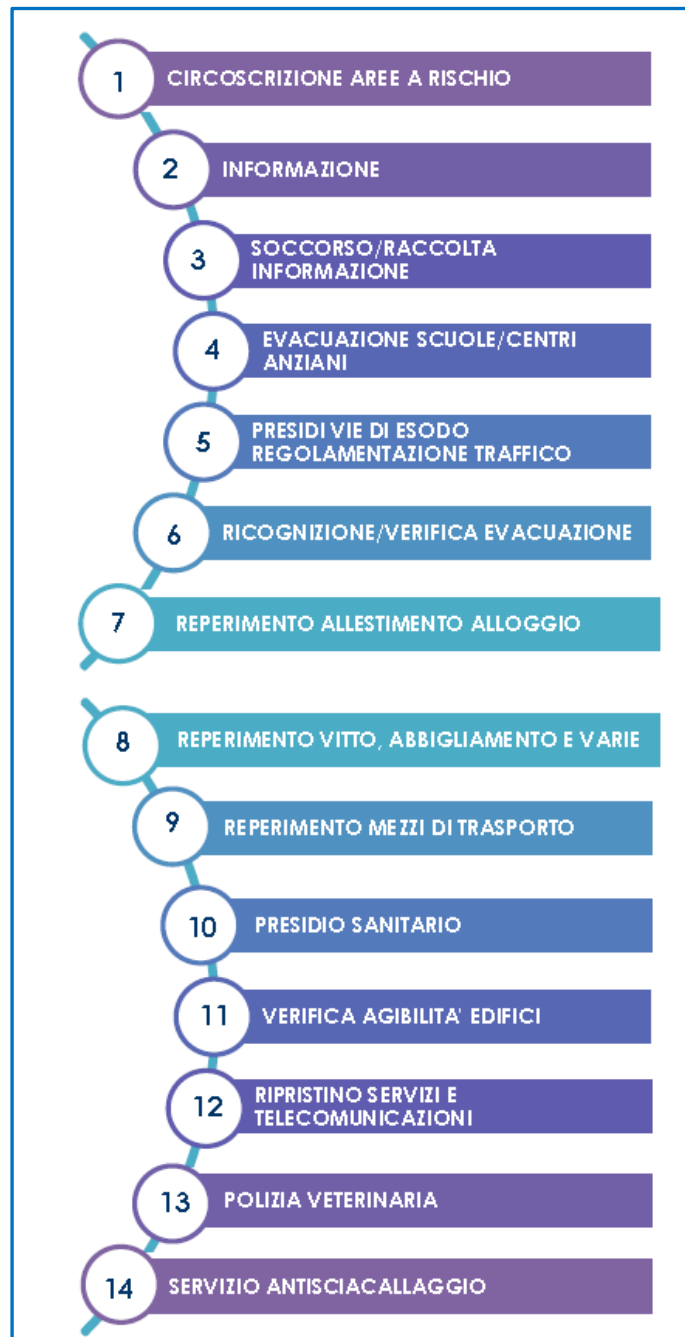 1
CIRCOSCRIZIONE AREE A RISCHIO
2
INFORMAZIONE
3
SOCCORSO/RACCOLTA
INFORMAZIONE
4
EVACUAZIONE SCUOLE/CENTRI
ANZIANI
5
PRESIDI VIE DI ESODO
REGOLAMENTAZIONE TRAFFICO
6
RICOGNIZIONE/VERIFICA EVACUAZIONE
7
REPERIMENTO ALLESTIMENTO ALLOGGIO
8
REPERIMENTO VITTO, ABBIGLIAMENTO E VARIE
9
REPERIMENTO MEZZI DI TRASPORTO
10
PRESIDIO SANITARIO
11
VERIFICA AGIBILITA' EDIFICI
12
RIPRISTINO SERVIZI E
TELECOMUNICAZIONI
13
POLIZIA VETERINARIA
14
SERVIZIO ANTISCIACALLAGGIO